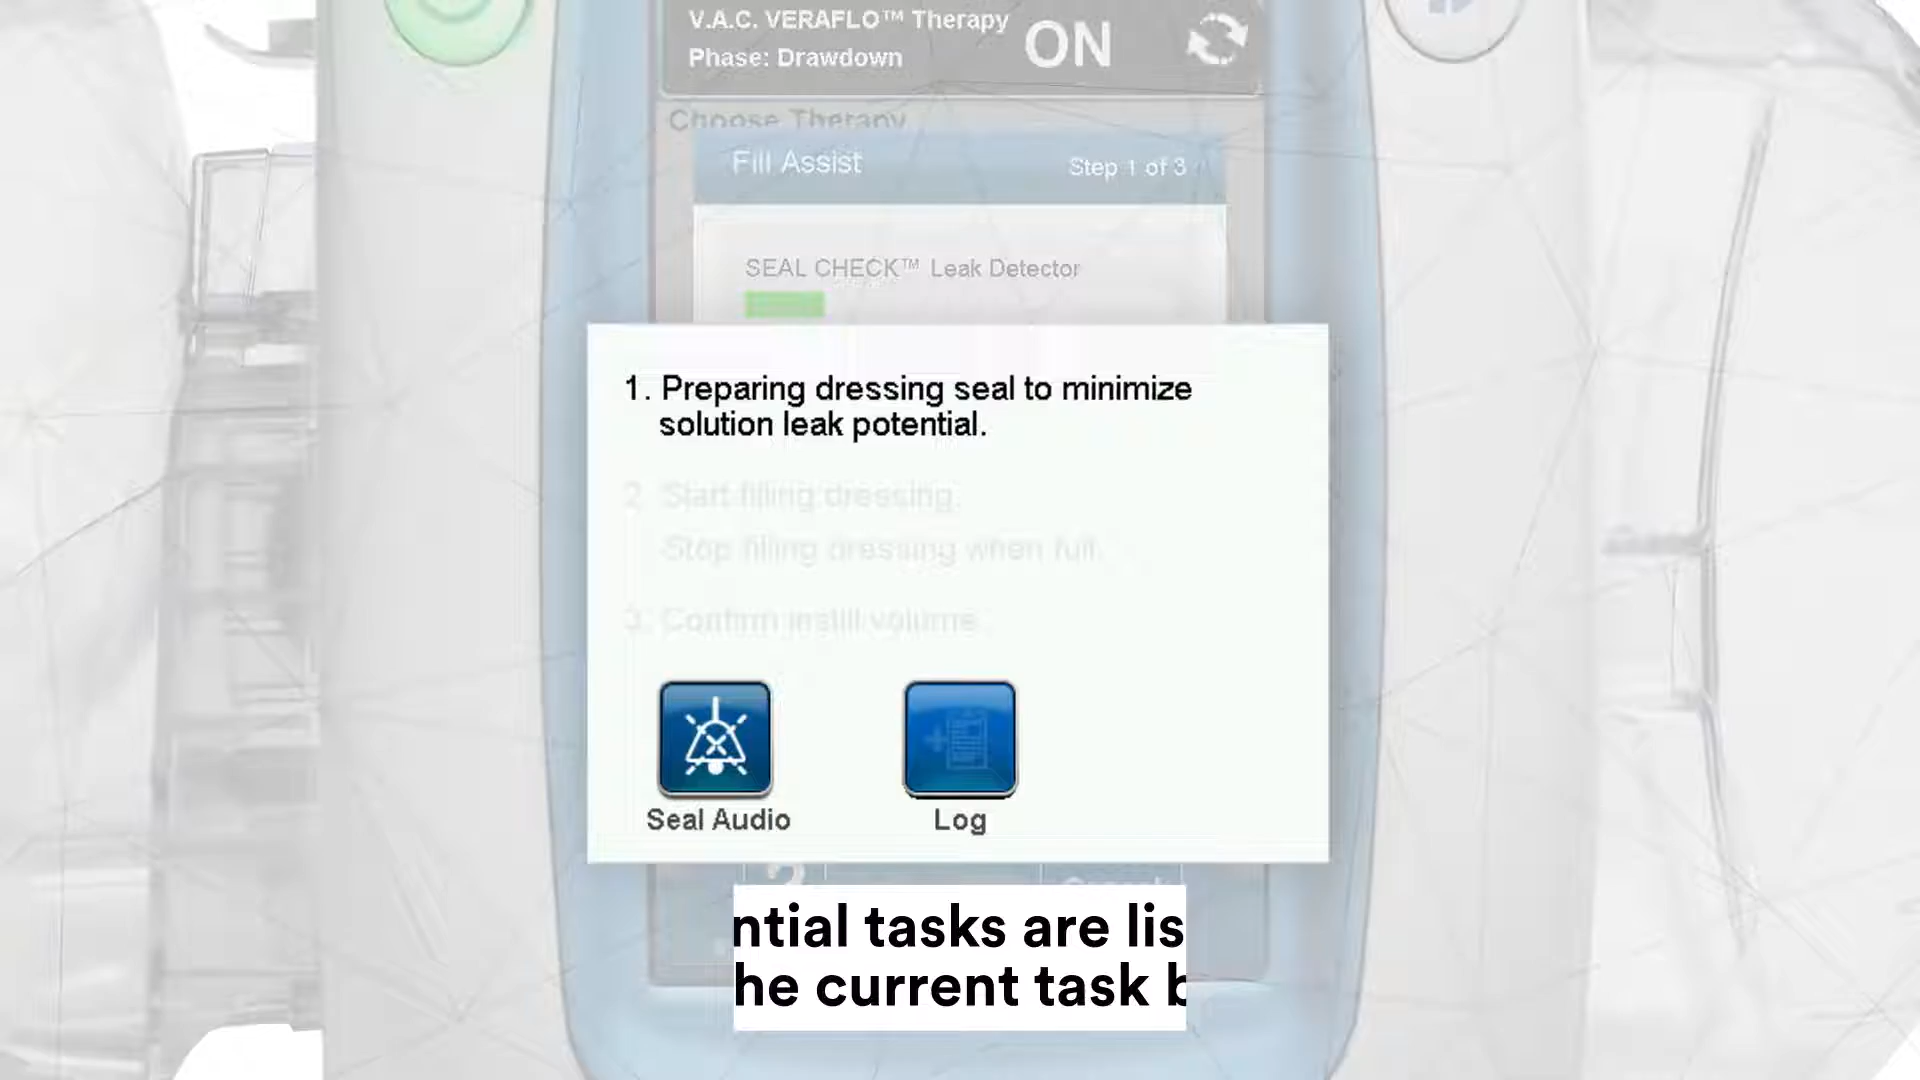 V.A.C. VERAFLO™ Therapy
Phase: Drawdown
ON
Choose Therapy
Fill Assist
Step 1 of 3
SEAL CHECK™ Leak Detector
1. Preparing dressing seal to minimize
solution leak potential.
2. Start filling dressing.
Stop filling dressing when full.
3. Confirm instill volume.
Seal Audio
Log
?
ntial tasks are lis
he current task b